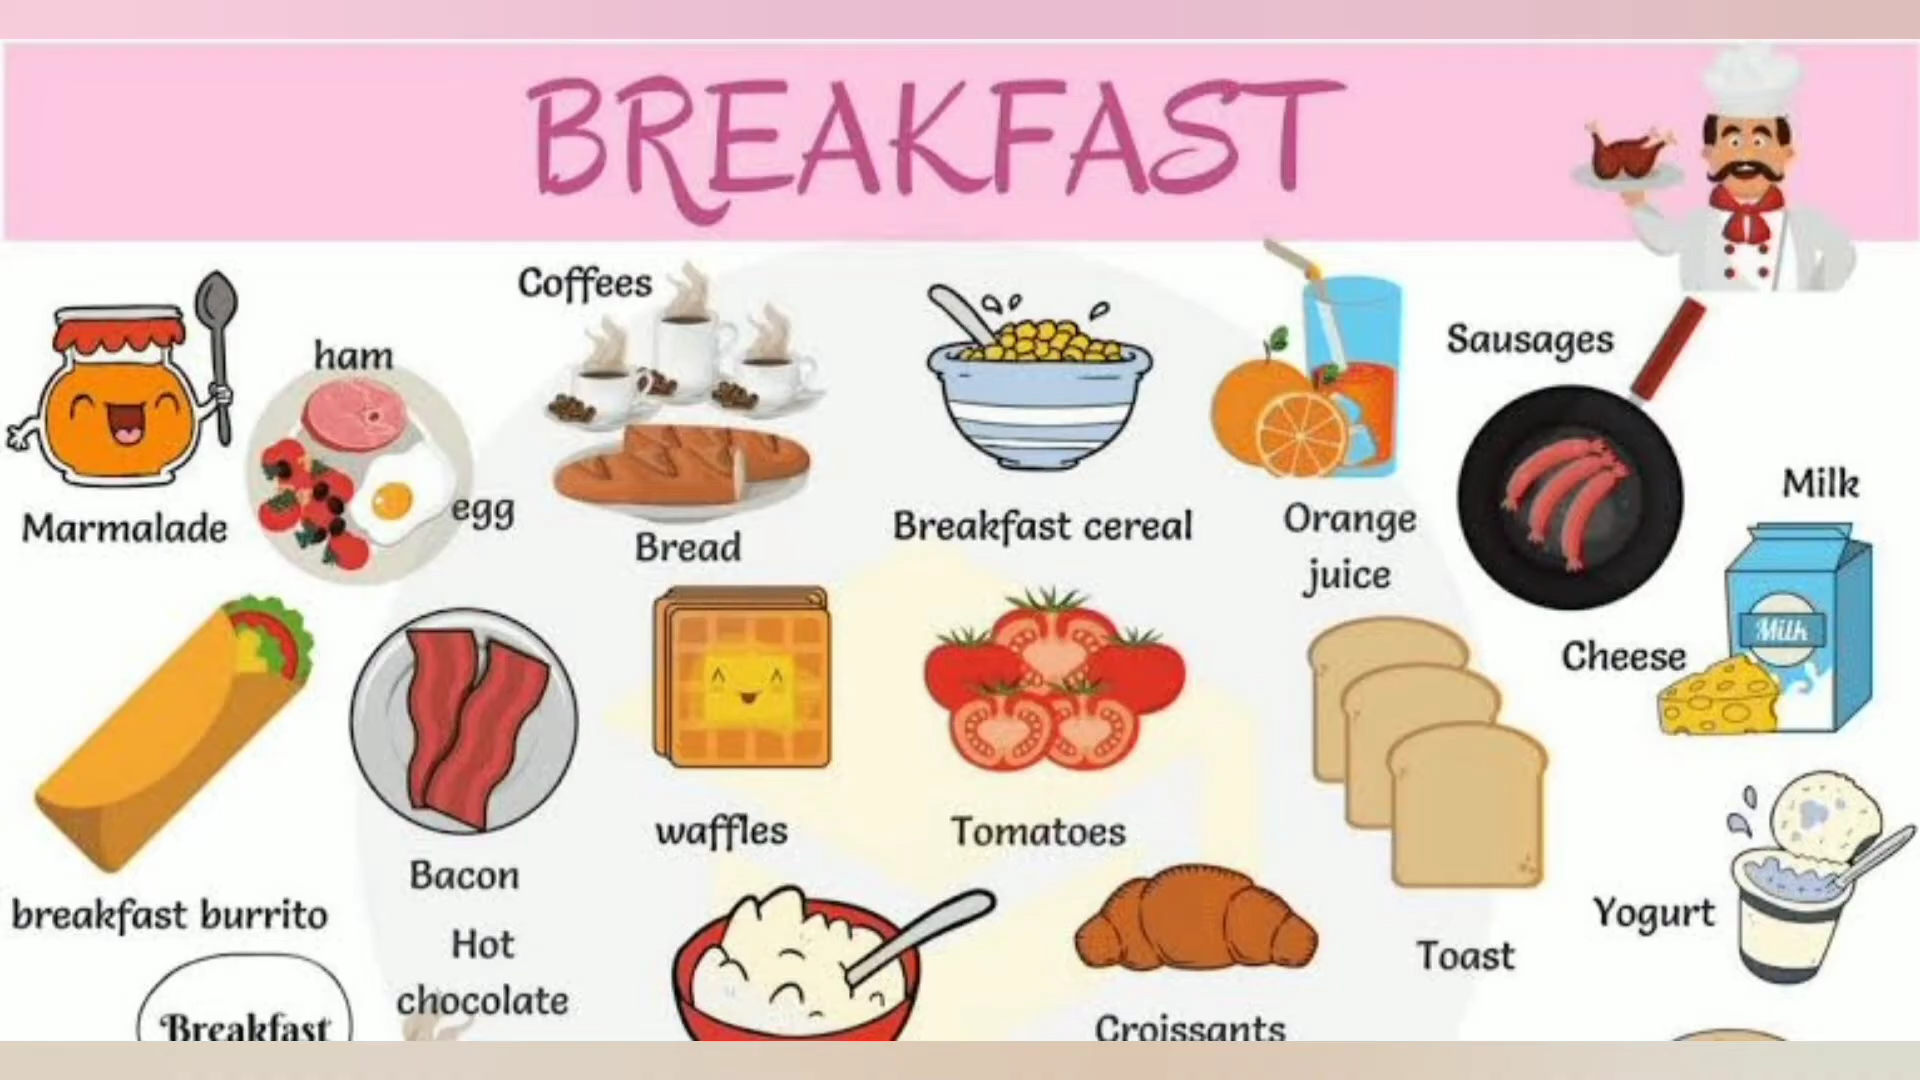 BREAKFAST
Coffees
ham
Sausages
egg
Milk
Marmalade
Bread
Breakfast cereal
Orange
juice
Milk
Cheese
waffles
Tomatoes
Bacon
breakfast burrito
Yogurt
Hot
chocolate
Toast
Breakfast
Croissants